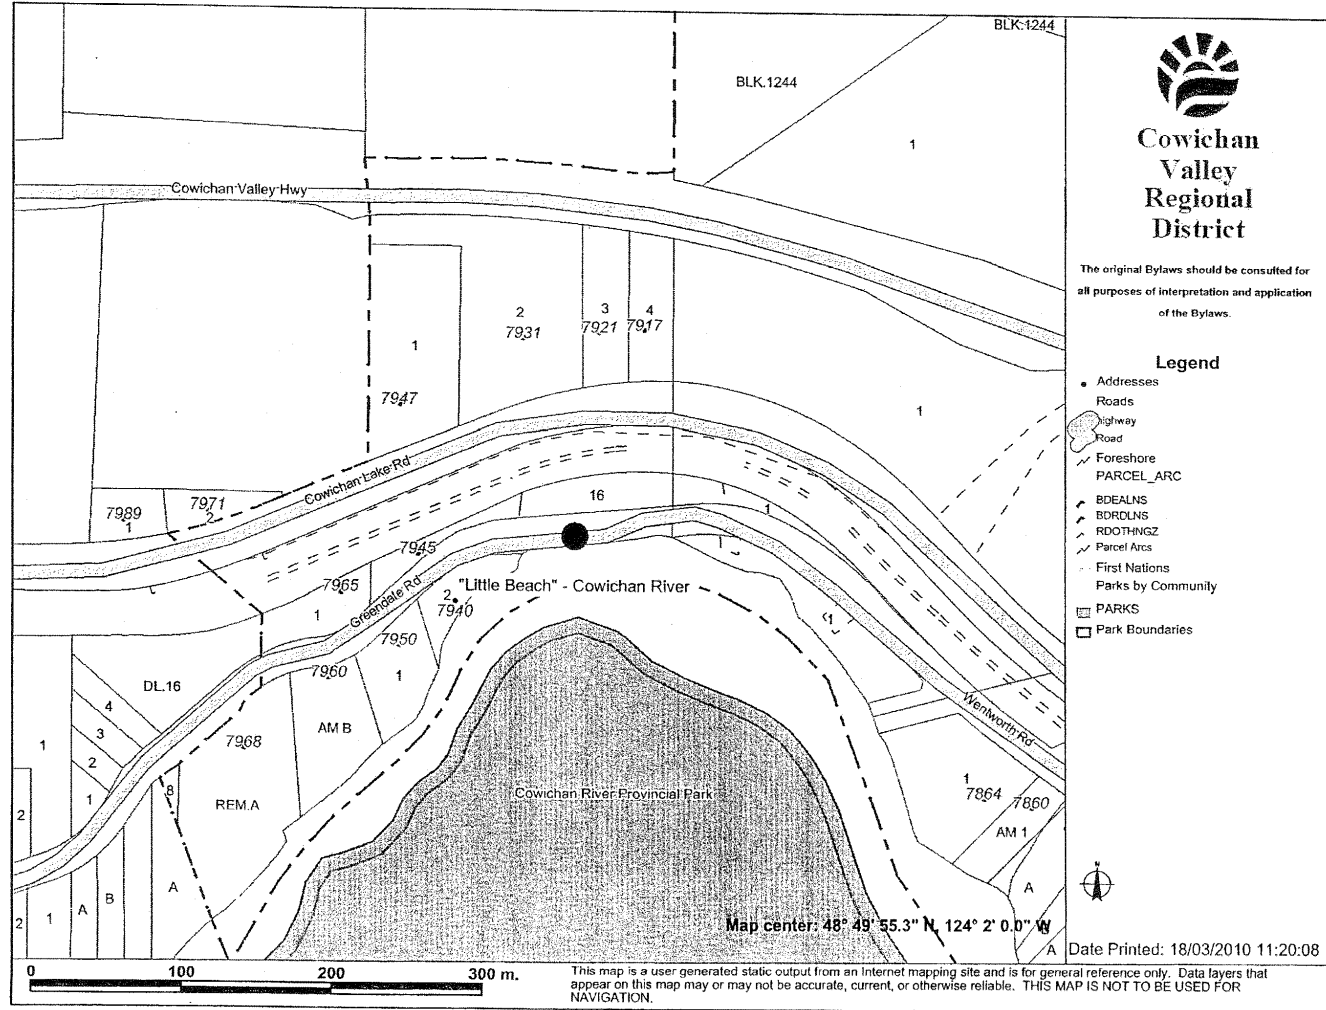 BLK.1244
BLK.1244
1
Cowichan Valley Hwy
2
7931
3
7921
4
7917
1
7947
1
Cowichan Lake Rd
7989
1
7971
2
16
1
7945
7965
1
Greendale Rd
"Little Beach" - Cowichan River
2
7940
7950
1
7960
1
DL.16
4
3
2
1
1
2
AM B
7968
8
REM.A
Wentworth Rd
Cowichan River Provincial Park
1
7864
7860
AM 1
A
A
2
1
A
B
A
Map center: 48° 49' 55.3" N, 124° 2' 0.0" W
0 100 200 300 m.
This map is a user generated static output from an Internet mapping site and is for general reference only. Data layers that
appear on this map may or may not be accurate, current, or otherwise reliable. THIS MAP IS NOT TO BE USED FOR
NAVIGATION.
Cowichan
Valley
Regional
District
The original Bylaws should be consulted for
all purposes of interpretation and application
of the Bylaws.
Legend
Addresses
Roads
highway
Road
Foreshore
PARCEL_ARC
BDEALNS
BDRDLNS
RDOTHNGZ
Parcel Arcs
First Nations
Parks by Community
PARKS
Park Boundaries
N
Date Printed: 18/03/2010 11:20:08